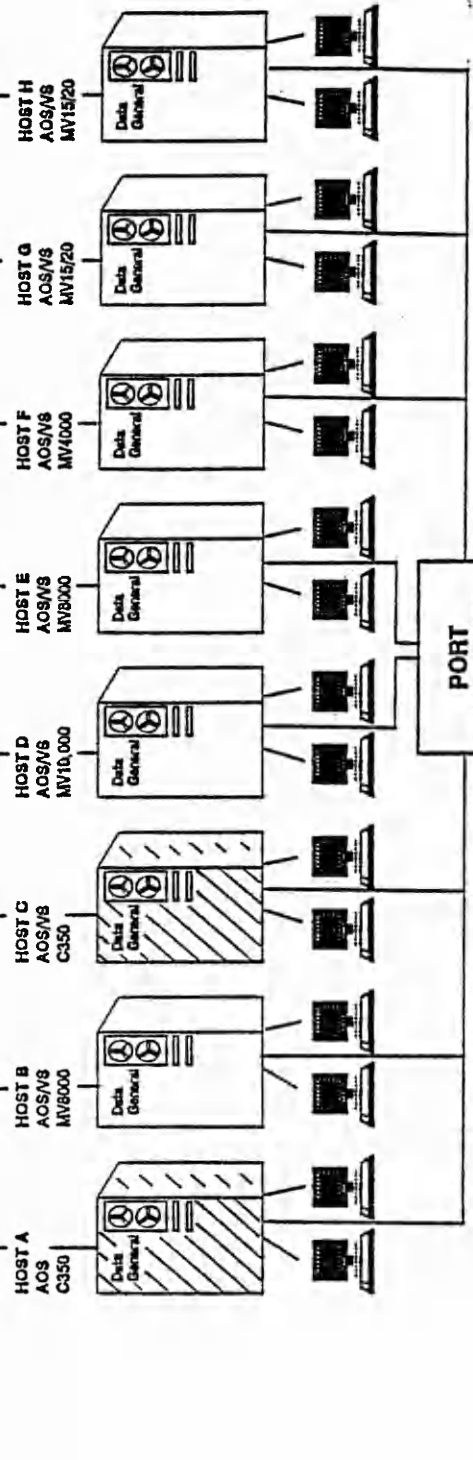 HOST A
AOS
C350
Data
General
HOST B
AOS/VS
MV8000
Data
General
HOST C
AOS/VS
C350
Data
General
HOST D
AOS/VS
MV10,000
Data
General
HOST E
AOS/VS
MV8000
Data
General
HOST F
AOS/VS
MV4000
Data
General
HOST G
AOS/VS
MV15/20
Data
General
HOST H
AOS/VS
MV15/20
Data
General
PORT